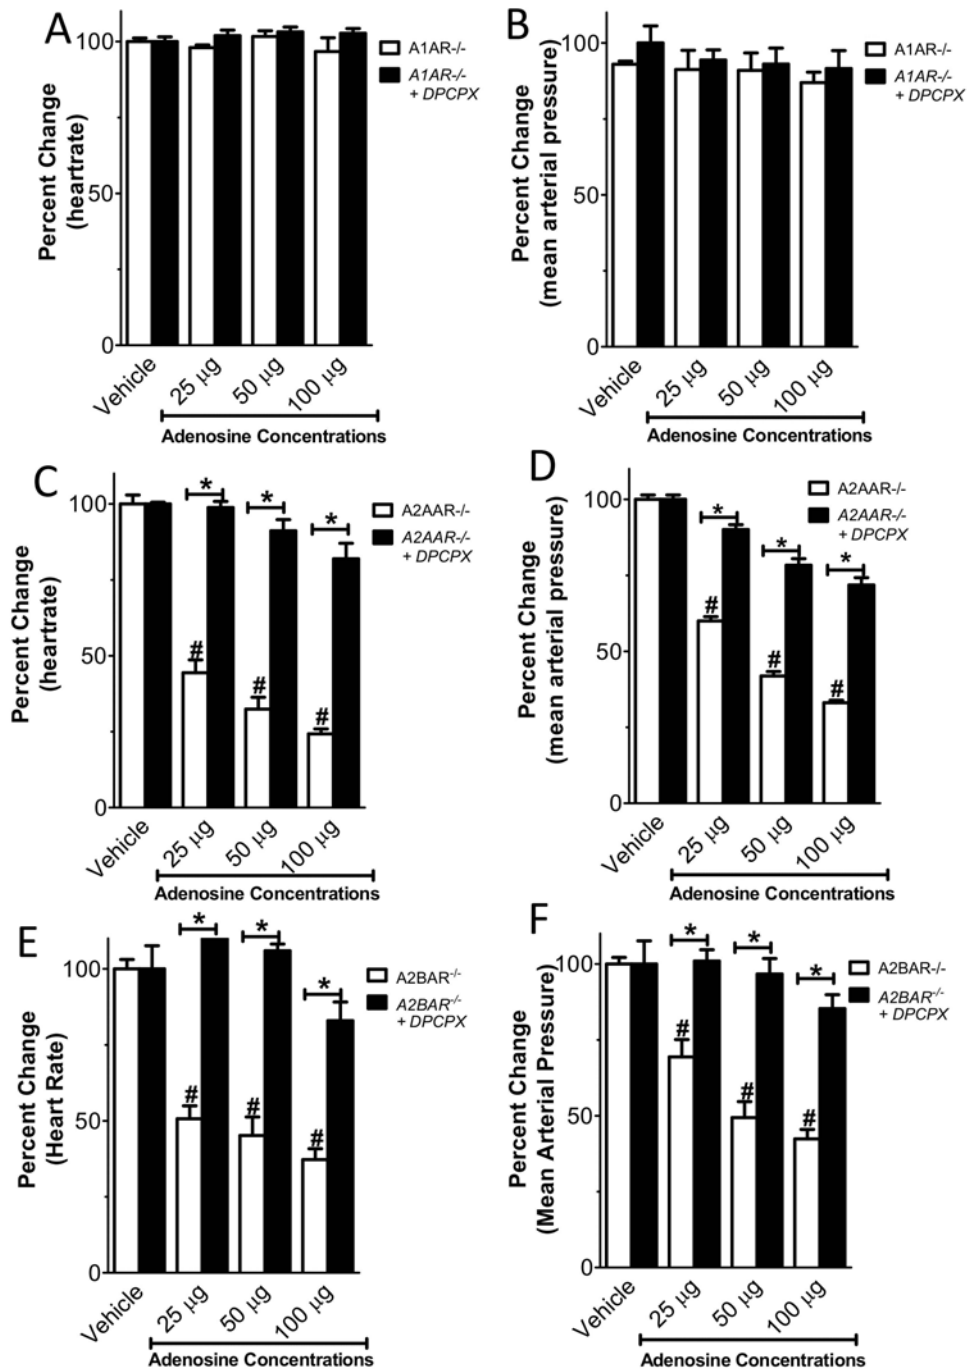 A
Percent Change
(heartrate)
100
50
0
A1AR-/-
A1AR-/-
+ DPCPX
Vehicle
25 µg
50 µg
100 µg
Adenosine Concentrations
B
Percent Change
(mean arterial pressure)
100
50
0
A1AR-/-
A1AR-/-
+ DPCPX
Vehicle
25 µg
50 µg
100 µg
Adenosine Concentrations
C
Percent Change
(heartrate)
100
50
0
* * *
# # #
A2AAR-/-
A2AAR-/-
+ DPCPX
Vehicle
25 µg
50 µg
100 µg
Adenosine Concentrations
D
Percent Change
(mean arterial pressure)
100
50
0
* * *
# # #
A2AAR-/-
A2AAR-/-
+ DPCPX
Vehicle
25 µg
50 µg
100 µg
Adenosine Concentrations
E
Percent Change
(Heart Rate)
100
50
0
* * *
# # #
A2BAR-/-
A2BAR-/-
+ DPCPX
Vehicle
25 µg
50 µg
100 µg
Adenosine Concentrations
F
Percent Change
(Mean Arterial Pressure)
100
50
0
* * *
# # #
A2BAR-/-
A2BAR-/-
+ DPCPX
Vehicle
25 µg
50 µg
100 µg
Adenosine Concentrations